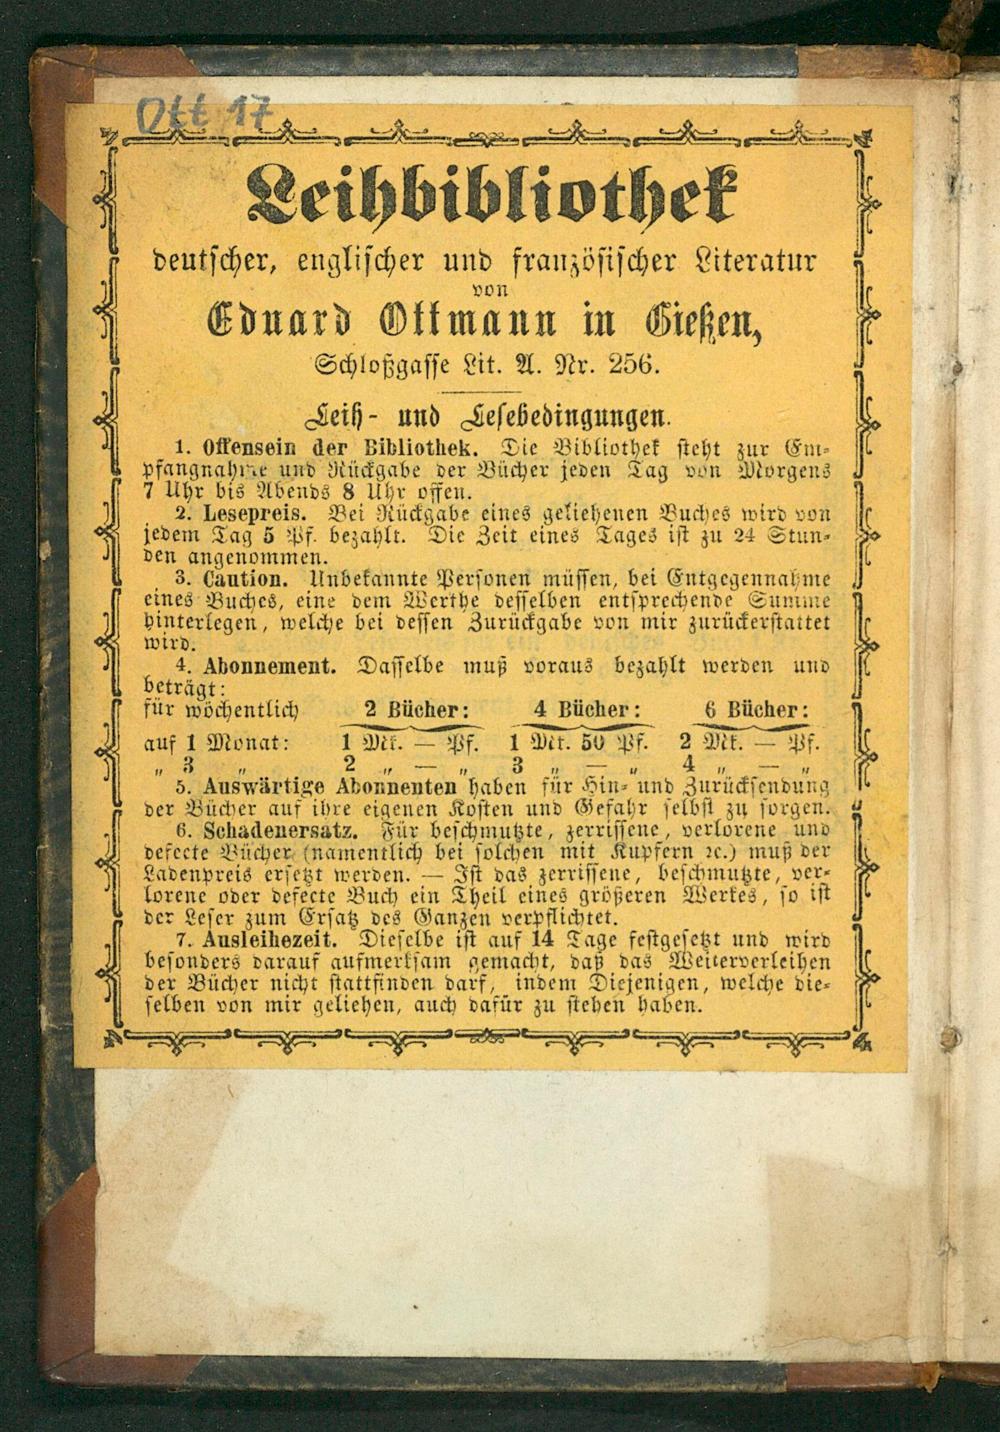 Ott 17
Leihbibliothek
deutscher, englischer und französischer Literatur
von
Eduard Ottmann in Gießen,
Schloßgasse Lit. A. Nr. 256.
Leih- und Lesebedingungen.
1. Offensein der Bibliothek. Die Bibliothek steht zur Em-
pfangnahme und Rückgabe der Bücher jeden Tag von Morgens
7 Uhr bis Abends 8 Uhr offen.
2. Lesepreis. Bei Rückgabe eines geliehenen Buches wird von
jedem Tag 5 Pf. bezahlt. Die Zeit eines Tages ist zu 24 Stun-
den angenommen.
3. Caution. Unbekannte Personen müssen, bei Entgegennahme
eines Buches, eine dem Werthe desselben entsprechende Summe
hinterlegen, welche bei dessen Zurückgabe von mir zurückerstattet
wird.
4. Abonnement. Dasselbe muß voraus bezahlt werden und
beträgt:
für wöchentlich 2 Bücher: 4 Bücher: 6 Bücher:
auf 1 Monat: 1 Mk. — Pf. 1 Mk. 50 Pf. 2 Mk. — Pf.
„ 3 „ 2 „ — „ 3 „ — „ 4 „ — „
5. Auswärtige Abonnenten haben für Hin- und Zurücksendung
der Bücher auf ihre eigenen Kosten und Gefahr selbst zu sorgen.
6. Schadenersatz. Für beschmutzte, zerrissene, verlorene und
defecte Bücher (namentlich bei solchen mit Kupfern ꝛc.) muß der
Ladenpreis ersetzt werden. — Ist das zerrissene, beschmutzte, ver-
lorene oder defecte Buch ein Theil eines größeren Werkes, so ist
der Leser zum Ersatz des Ganzen verpflichtet.
7. Ausleihezeit. Dieselbe ist auf 14 Tage festgesetzt und wird
besonders darauf aufmerksam gemacht, daß das Weiterverleihen
der Bücher nicht stattfinden darf, indem Diejenigen, welche die-
selben von mir geliehen, auch dafür zu stehen haben.